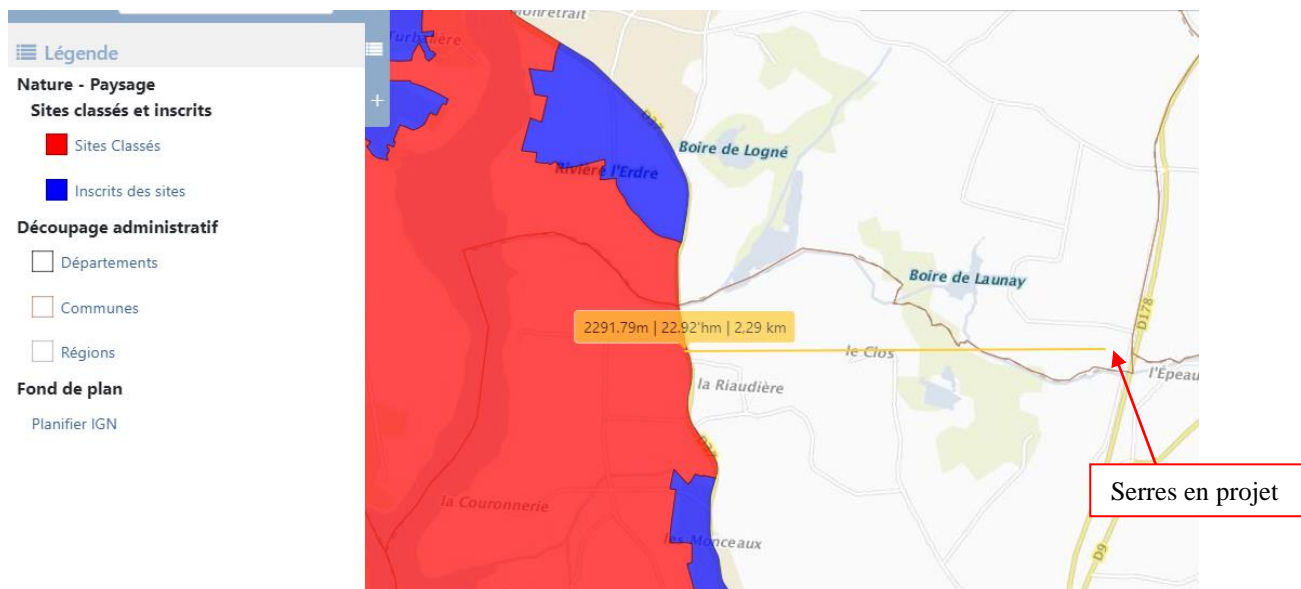 Légende
Nature - Paysage
Sites classés et inscrits
Sites Classés
Inscrits des sites
Découpage administratif
Départements
Communes
Régions
Fond de plan
Planifier IGN
Boire de Logné
Rivière l'Erdre
Boire de Launay
D178
2291.79m | 22.92'hm | 2,29 km
le Clos
la Riaudière
l'Épeau
Serres en projet
la Couronnerie
les Monceaux
D9